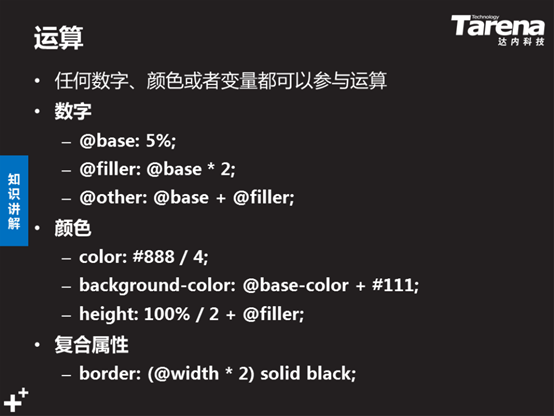 运算
Technology
Tarena
达内科技
• 任何数字、颜色或者变量都可以参与运算
• 数字
– @base: 5%;
– @filler: @base * 2;
– @other: @base + @filler;
知识讲解
• 颜色
– color: #888 / 4;
– background-color: @base-color + #111;
– height: 100% / 2 + @filler;
• 复合属性
– border: (@width * 2) solid black;